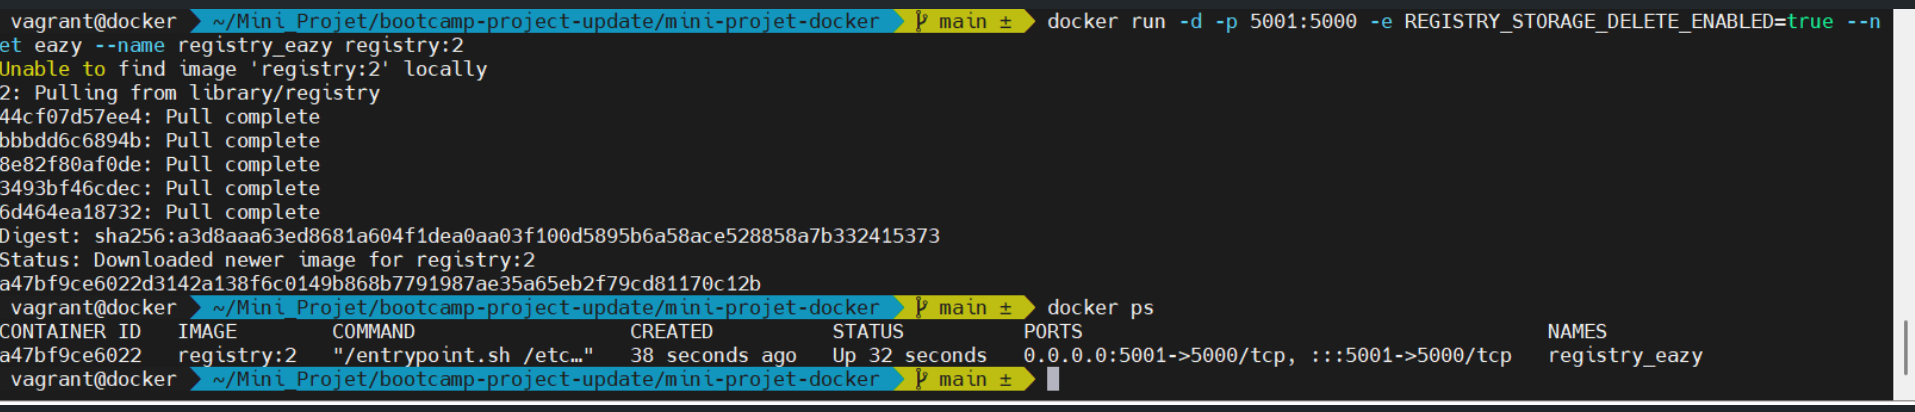 vagrant@docker ~/Mini_Projet/bootcamp-project-update/mini-projet-docker main ± docker run -d -p 5001:5000 -e REGISTRY_STORAGE_DELETE_ENABLED=true --n
et eazy --name registry_eazy registry:2
Unable to find image 'registry:2' locally
2: Pulling from library/registry
44cf07d57ee4: Pull complete
bbbdd6c6894b: Pull complete
8e82f80af0de: Pull complete
3493bf46cdec: Pull complete
6d464ea18732: Pull complete
Digest: sha256:a3d8aaa63ed8681a604f1dea0aa03f100d5895b6a58ace528858a7b332415373
Status: Downloaded newer image for registry:2
a47bf9ce6022d3142a138f6c0149b868b7791987ae35a65eb2f79cd81170c12b
vagrant@docker ~/Mini_Projet/bootcamp-project-update/mini-projet-docker main ± docker ps
CONTAINER ID IMAGE COMMAND CREATED STATUS PORTS NAMES
a47bf9ce6022 registry:2 "/entrypoint.sh /etc…" 38 seconds ago Up 32 seconds 0.0.0.0:5001->5000/tcp, :::5001->5000/tcp registry_eazy
vagrant@docker ~/Mini_Projet/bootcamp-project-update/mini-projet-docker main ±